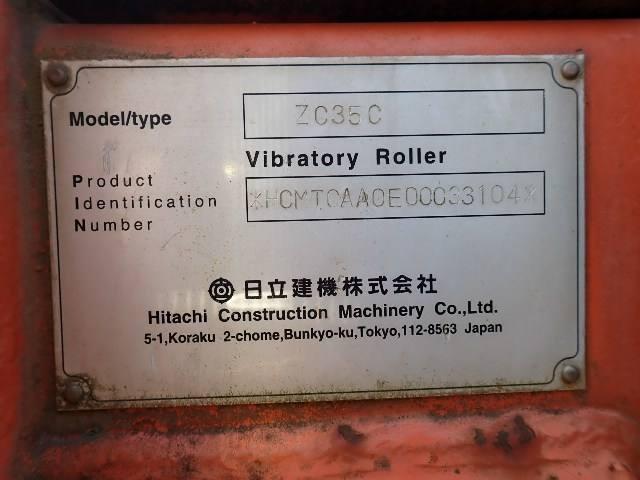 Model/type ZC35C
Vibratory Roller
Product
Identification *HCMTCAA0E00033104*
Number
日立建機株式会社
Hitachi Construction Machinery Co.,Ltd.
5-1,Koraku 2-chome,Bunkyo-ku,Tokyo,112-8563 Japan